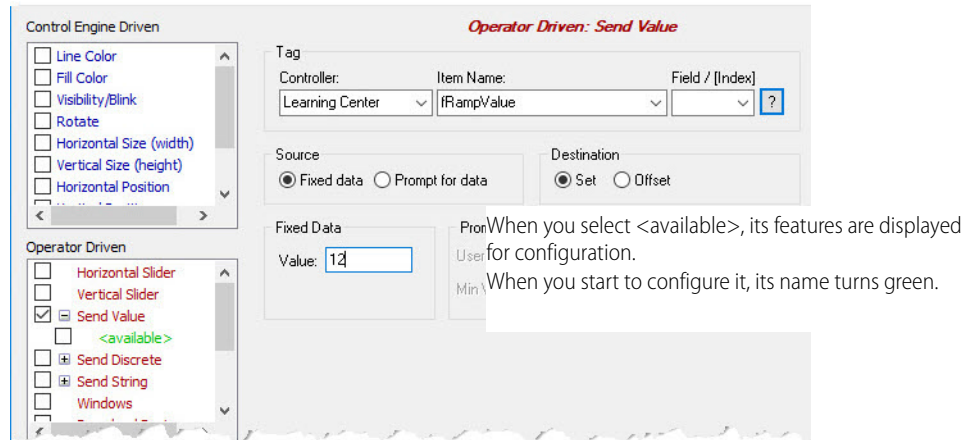 Control Engine Driven
Operator Driven: Send Value
Line Color
Fill Color
Visibility/Blink
Rotate
Horizontal Size (width)
Vertical Size (height)
Horizontal Position
Tag
Controller: Item Name: Field / [Index]
Learning Center fRampValue ?
Source
Fixed data Prompt for data
Destination
Set Offset
Fixed Data
Value: 12
When you select <available>, its features are displayed
for configuration.
When you start to configure it, its name turns green.
Operator Driven
Horizontal Slider
Vertical Slider
Send Value
<available>
Send Discrete
Send String
Windows